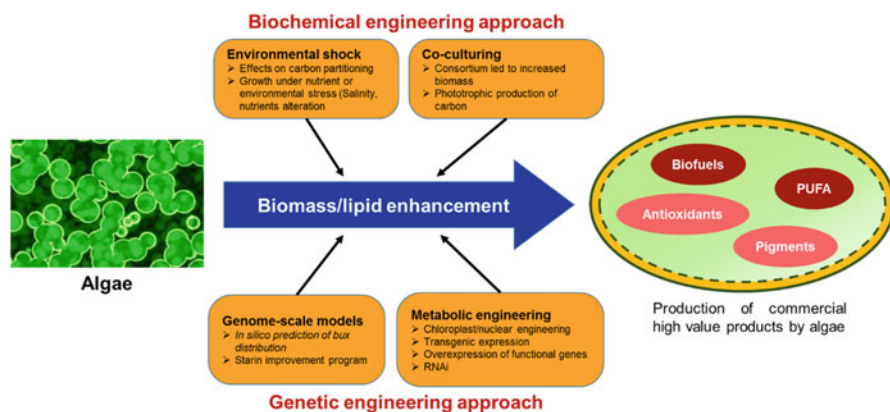 Biochemical engineering approach
Environmental shock
➤ Effects on carbon partitioning
➤ Growth under nutrient or
environmental stress (Salinity,
nutrients alteration
Co-culturing
➤ Consortium led to increased
biomass
➤ Phototrophic production of
carbon
Algae
Biomass/lipid enhancement
Biofuels
PUFA
Antioxidants
Pigments
Production of commercial
high value products by algae
Genome-scale models
➤ In silico prediction of bux
distribution
➤ Starin improvement program
Metabolic engineering
➤ Chloroplast/nuclear engineering
➤ Transgenic expression
➤ Overexpression of functional genes
➤ RNAi
Genetic engineering approach